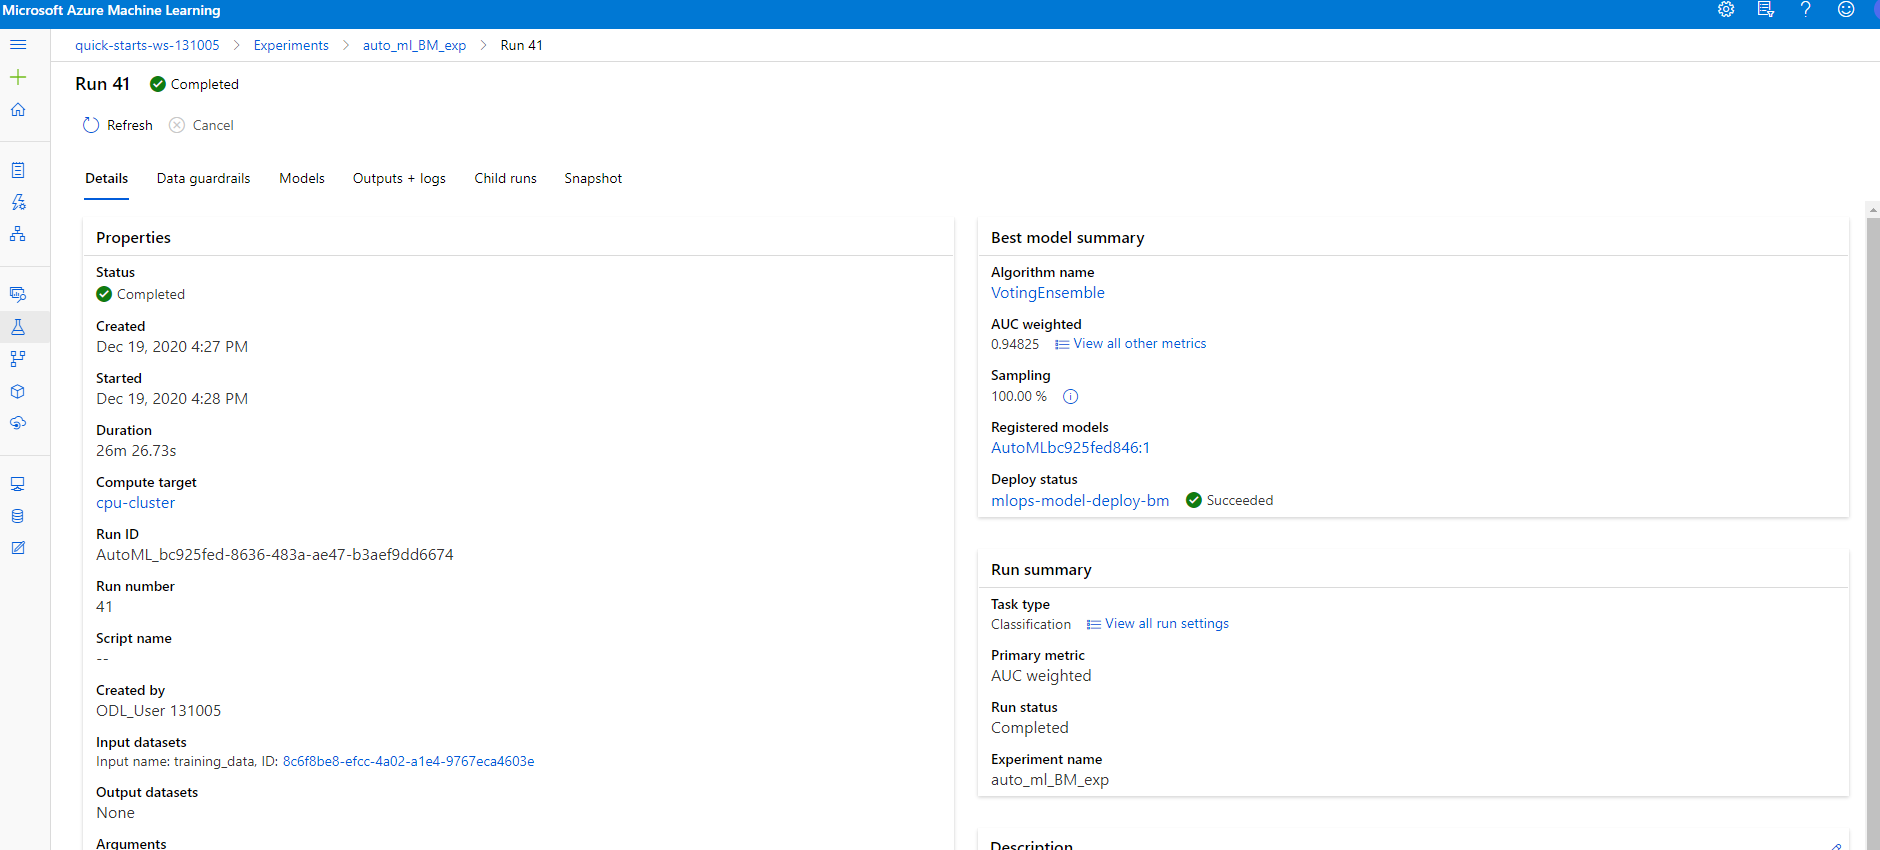 Microsoft Azure Machine Learning
quick-starts-ws-131005 > Experiments > auto_ml_BM_exp > Run 41
Run 41 Completed
Refresh Cancel
Details Data guardrails Models Outputs + logs Child runs Snapshot
Properties
Status
Completed
Created
Dec 19, 2020 4:27 PM
Started
Dec 19, 2020 4:28 PM
Duration
26m 26.73s
Compute target
cpu-cluster
Run ID
AutoML_bc925fed-8636-483a-ae47-b3aef9dd6674
Run number
41
Script name
--
Created by
ODL_User 131005
Input datasets
Input name: training_data, ID: 8c6f8be8-efcc-4a02-a1e4-9767eca4603e
Output datasets
None
Arguments
Best model summary
Algorithm name
VotingEnsemble
AUC weighted
0.94825 View all other metrics
Sampling
100.00 %
Registered models
AutoMLbc925fed846:1
Deploy status
mlops-model-deploy-bm Succeeded
Run summary
Task type
Classification View all run settings
Primary metric
AUC weighted
Run status
Completed
Experiment name
auto_ml_BM_exp
Description